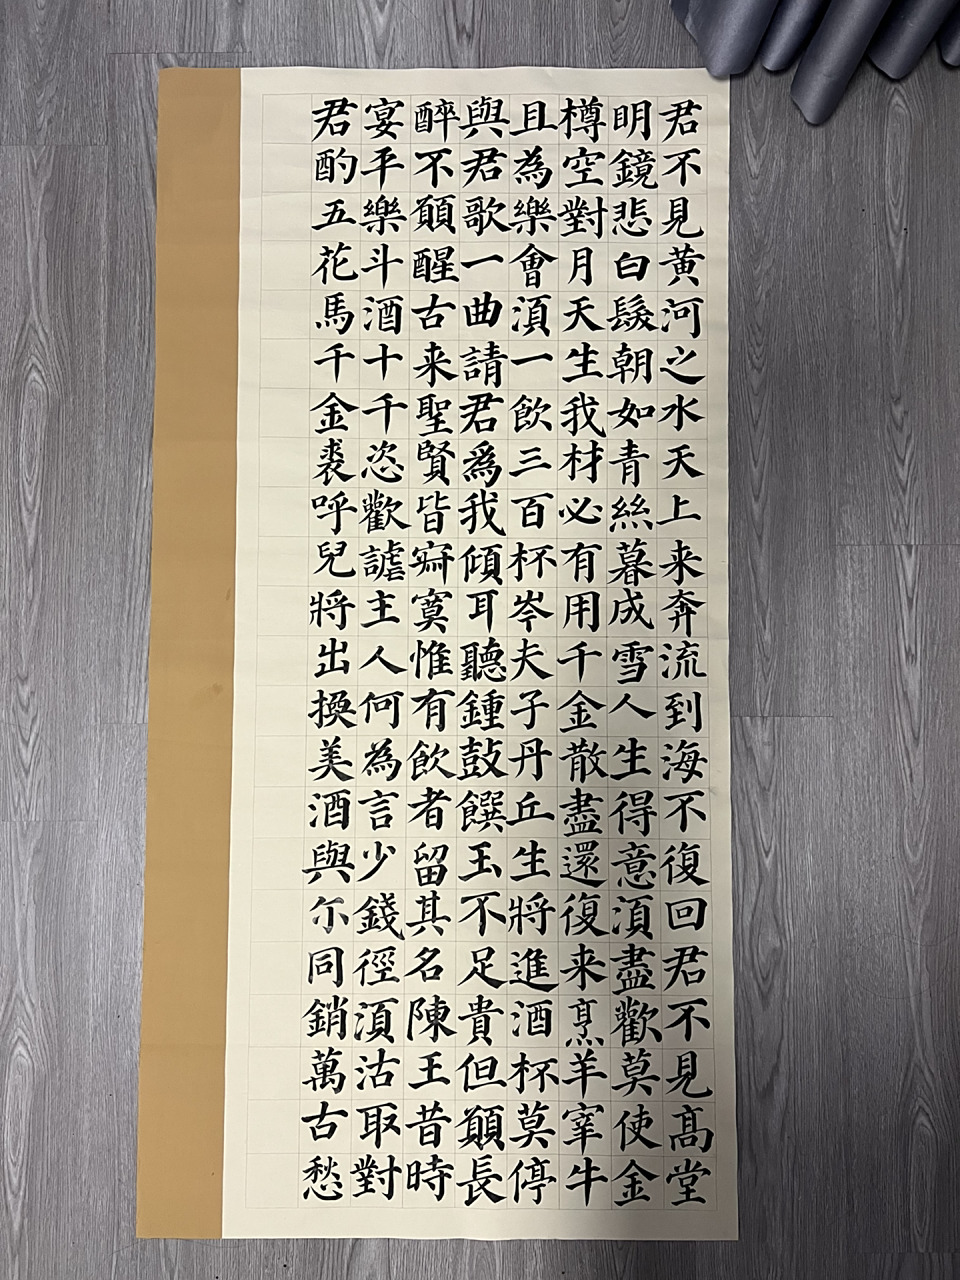 君不見黄河之水天上来奔流到海不復回君不見高堂
明鏡悲白髮朝如青絲暮成雪人生得意湏盡歡莫使金
樽空對月天生我材必有用千金散盡還復来烹羊宰牛
且為樂會湏一飲三百杯岑夫子丹丘生將進酒杯莫停
與君歌一曲請君爲我傾耳聽鍾鼓饌玉不足貴但願長
醉不願醒古来聖賢皆寂寞惟有飲者留其名陳王昔時
宴平樂斗酒十千恣歡謔主人何為言少錢徑湏沽取對
君酌五花馬千金裘呼兒將出換美酒與尓同銷萬古愁